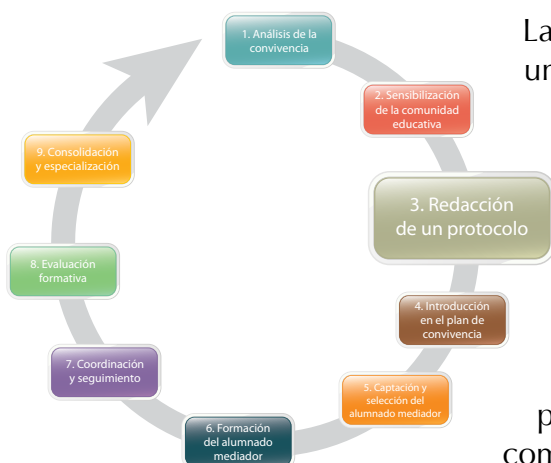 La
un
1. Análisis de la
convivencia
2. Sensibilización
de la comunidad
educativa
3. Redacción
de un protocolo
4. Introducción
en el plan de
convivencia
5. Captación y
selección del
alumnado mediador
6. Formación
del alumnado
mediador
7. Coordinación
y seguimiento
8. Evaluación
formativa
9. Consolidación
y especialización
p
com